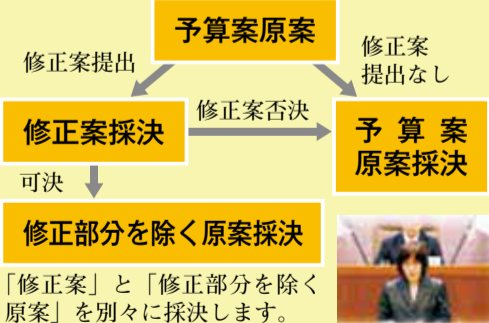 予算案原案
修正案提出
修正案
提出なし
修正案採決
修正案否決
予算案
原案採決
可決
修正部分を除く原案採決
「修正案」と「修正部分を除く
原案」を別々に採決します。